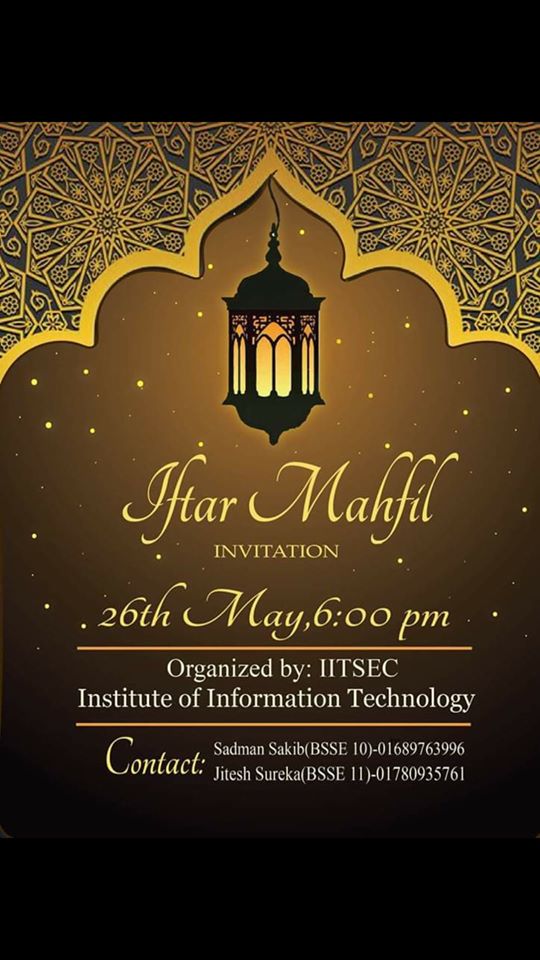 Iftar Mahfil
INVITATION
26th May,6:00 pm
Organized by: IITSEC
Institute of Information Technology
Contact: Sadman Sakib(BSSE 10)-01689763996
Jitesh Sureka(BSSE 11)-01780935761